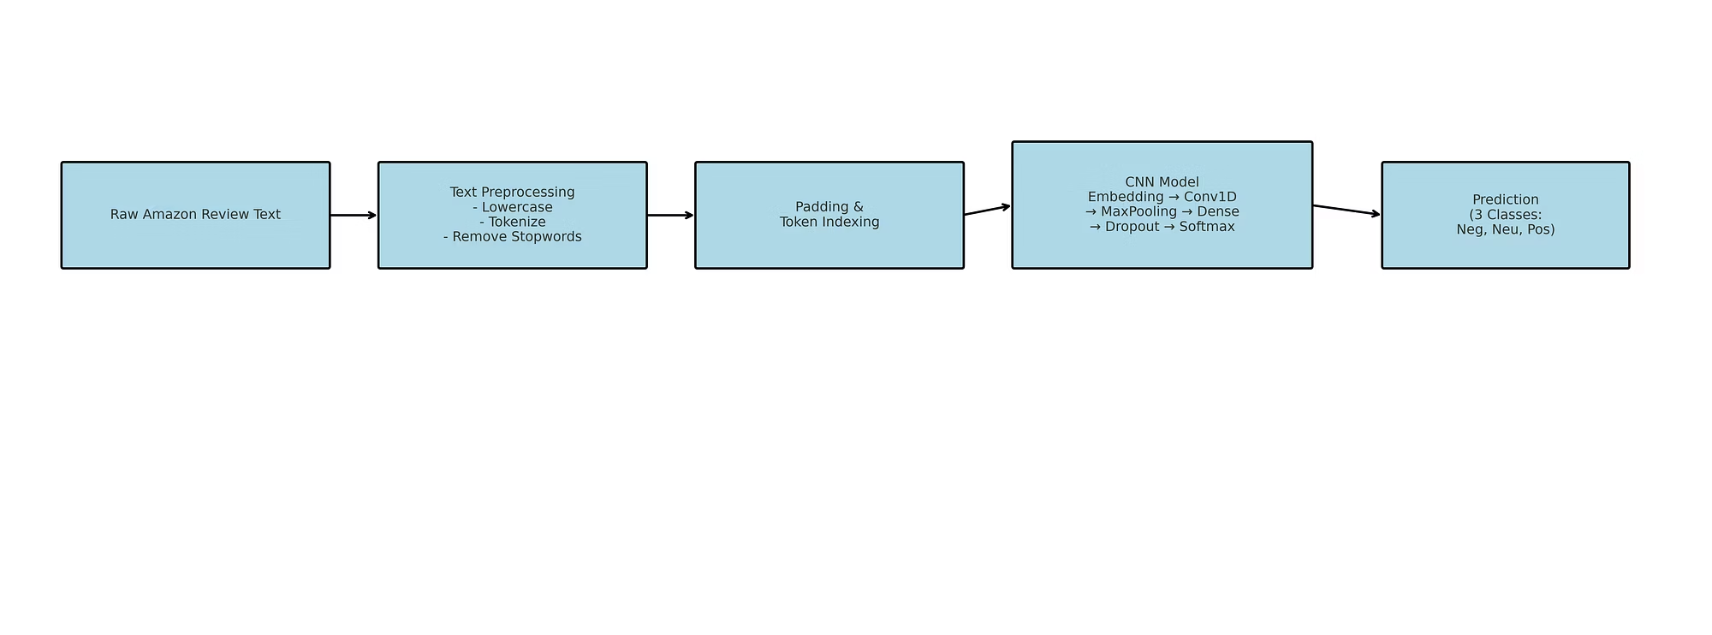 Raw Amazon Review Text
Text Preprocessing
- Lowercase
- Tokenize
- Remove Stopwords
Padding &
Token Indexing
CNN Model
Embedding → Conv1D
→ MaxPooling → Dense
→ Dropout → Softmax
Prediction
(3 Classes:
Neg, Neu, Pos)